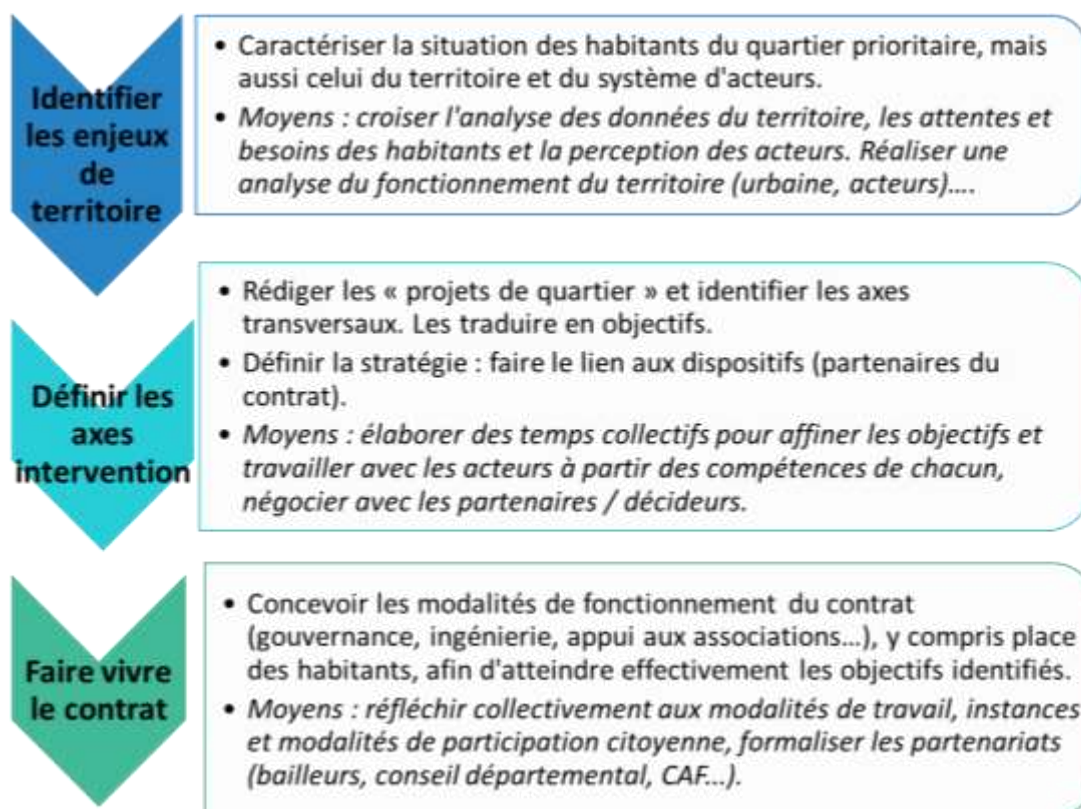 Identifier
les enjeux
de
territoire
• Caractériser la situation des habitants du quartier prioritaire, mais
aussi celui du territoire et du système d'acteurs.
• Moyens : croiser l'analyse des données du territoire, les attentes et
besoins des habitants et la perception des acteurs. Réaliser une
analyse du fonctionnement du territoire (urbaine, acteurs)....
Définir les
axes
intervention
• Rédiger les « projets de quartier » et identifier les axes
transversaux. Les traduire en objectifs.
• Définir la stratégie : faire le lien aux dispositifs (partenaires du
contrat).
• Moyens : élaborer des temps collectifs pour affiner les objectifs et
travailler avec les acteurs à partir des compétences de chacun,
négocier avec les partenaires / décideurs.
Faire vivre
le contrat
• Concevoir les modalités de fonctionnement du contrat
(gouvernance, ingénierie, appui aux associations...), y compris place
des habitants, afin d'atteindre effectivement les objectifs identifiés.
• Moyens : réfléchir collectivement aux modalités de travail, instances
et modalités de participation citoyenne, formaliser les partenariats
(bailleurs, conseil départemental, CAF...).